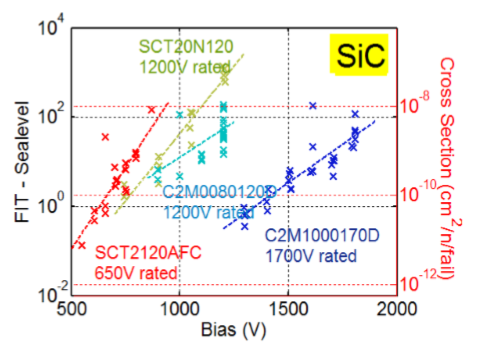 SiC
SCT20N120
1200V rated
C2M0080120D
1200V rated
SCT2120AFC
650V rated
C2M1000170D
1700V rated
FIT - Sealevel
10^4
10^2
10^0
10^-2
Cross Section (cm^2/n/fail)
10^-8
10^-10
10^-12
500 1000 1500 2000
Bias (V)